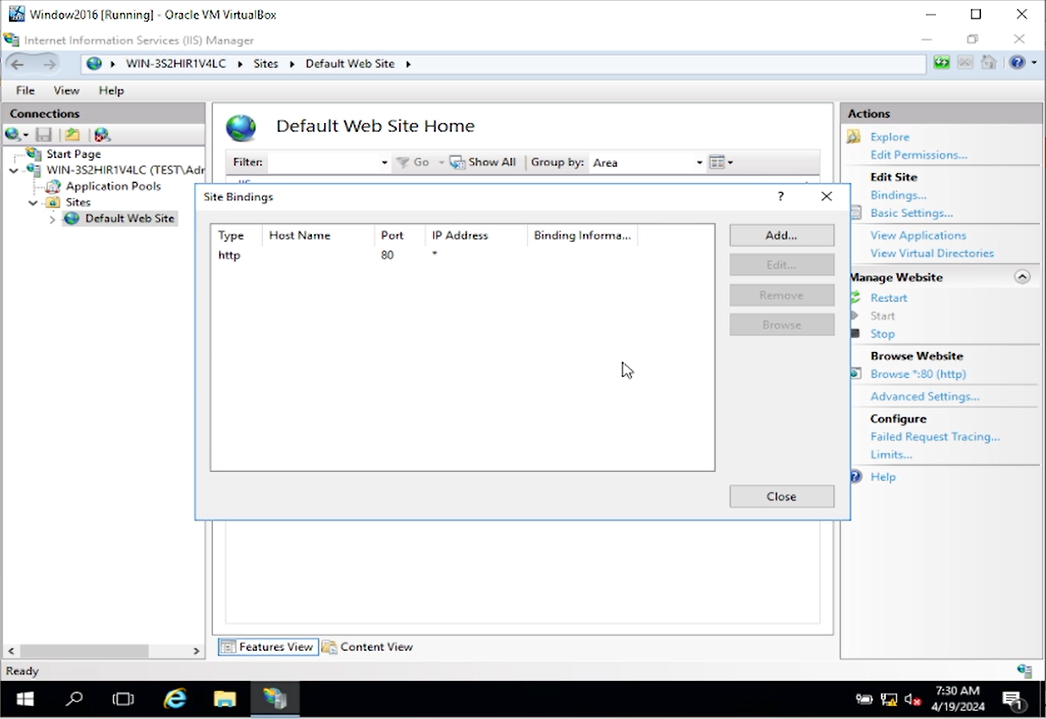 Window2016 [Running] - Oracle VM VirtualBox
Internet Information Services (IIS) Manager
WIN-3S2HIR1V4LC Sites Default Web Site
File View Help
Connections
Start Page
WIN-3S2HIR1V4LC (TEST\Adr
Application Pools
Sites
Default Web Site
Default Web Site Home
Filter: Go Show All Group by: Area
Site Bindings
Type Host Name Port IP Address Binding Informa...
http 80 *
Add...
Edit...
Remove
Browse
Close
Features View Content View
Actions
Explore
Edit Permissions...
Edit Site
Bindings...
Basic Settings...
View Applications
View Virtual Directories
Manage Website
Restart
Start
Stop
Browse Website
Browse *:80 (http)
Advanced Settings...
Configure
Failed Request Tracing...
Limits...
Help
Ready
7:30 AM
4/19/2024
1